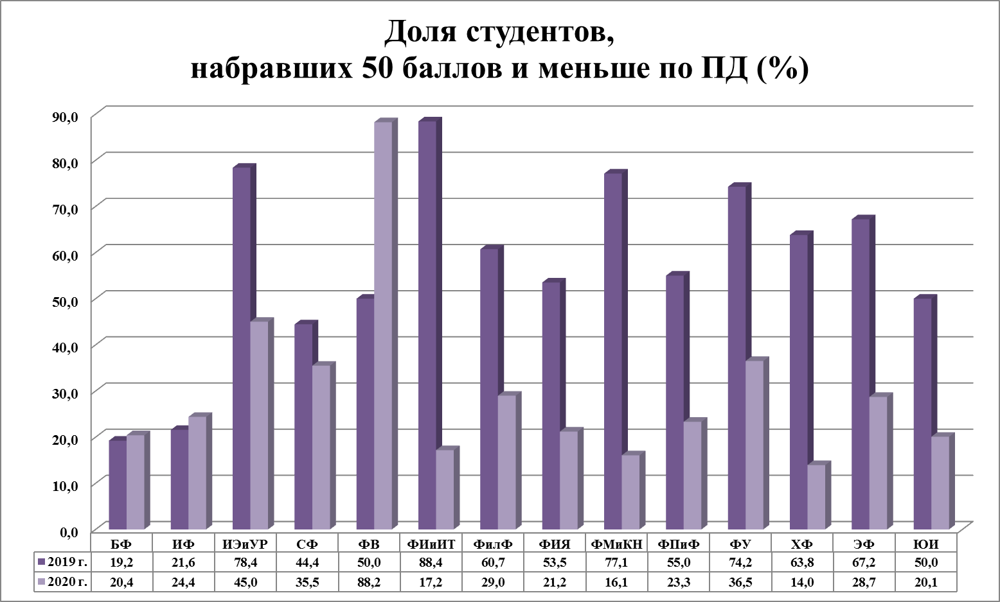 Доля студентов,
набравших 50 баллов и меньше по ПД (%)
90,0
80,0
70,0
60,0
50,0
40,0
30,0
20,0
10,0
0,0
БФ ИФ ИЭиУР СФ ФВ ФИиИТ ФилФ ФИЯ ФМиКН ФПиФ ФУ ХФ ЭФ ЮИ
2019 г. 19,2 21,6 78,4 44,4 50,0 88,4 60,7 53,5 77,1 55,0 74,2 63,8 67,2 50,0
2020 г. 20,4 24,4 45,0 35,5 88,2 17,2 29,0 21,2 16,1 23,3 36,5 14,0 28,7 20,1